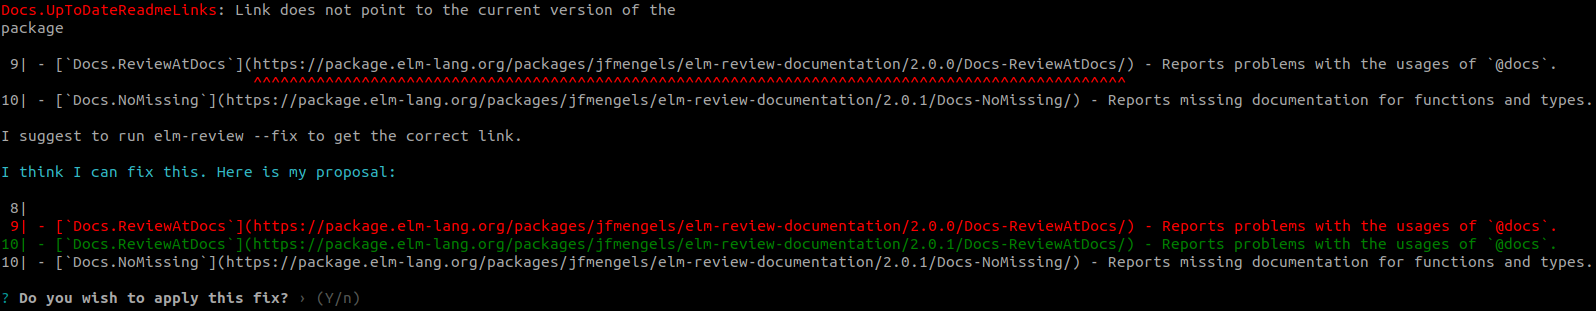 Docs.UpToDateReadmeLinks: Link does not point to the current version of the
package
9| - [`Docs.ReviewAtDocs`](https://package.elm-lang.org/packages/jfmengels/elm-review-documentation/2.0.0/Docs-ReviewAtDocs/) - Reports problems with the usages of `@docs`.
^^^^^^^^^^^^^^^^^^^^^^^^^^^^^^^^^^^^^^^^^^^^^^^^^^^^^^^^^^^^^^^^^^^^^^^^^^^^^^^^^^^^^^^^^^^^^^^^^
10| - [`Docs.NoMissing`](https://package.elm-lang.org/packages/jfmengels/elm-review-documentation/2.0.1/Docs-NoMissing/) - Reports missing documentation for functions and types.
I suggest to run elm-review --fix to get the correct link.
I think I can fix this. Here is my proposal:
8|
9| - [`Docs.ReviewAtDocs`](https://package.elm-lang.org/packages/jfmengels/elm-review-documentation/2.0.0/Docs-ReviewAtDocs/) - Reports problems with the usages of `@docs`.
10| - [`Docs.ReviewAtDocs`](https://package.elm-lang.org/packages/jfmengels/elm-review-documentation/2.0.1/Docs-ReviewAtDocs/) - Reports problems with the usages of `@docs`.
10| - [`Docs.NoMissing`](https://package.elm-lang.org/packages/jfmengels/elm-review-documentation/2.0.1/Docs-NoMissing/) - Reports missing documentation for functions and types.
? Do you wish to apply this fix? › (Y/n)